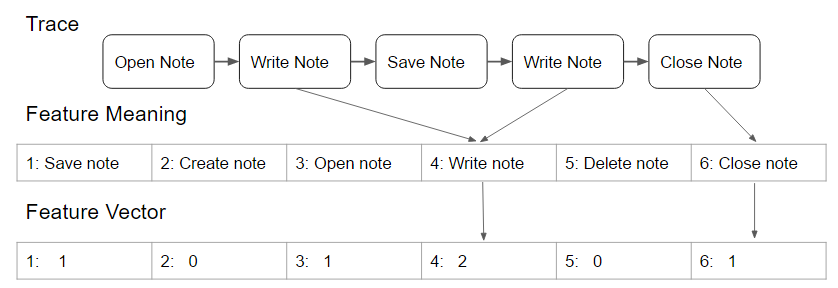 Trace
Open Note Write Note Save Note Write Note Close Note
Feature Meaning
1: Save note 2: Create note 3: Open note 4: Write note 5: Delete note 6: Close note
Feature Vector
1: 1 2: 0 3: 1 4: 2 5: 0 6: 1